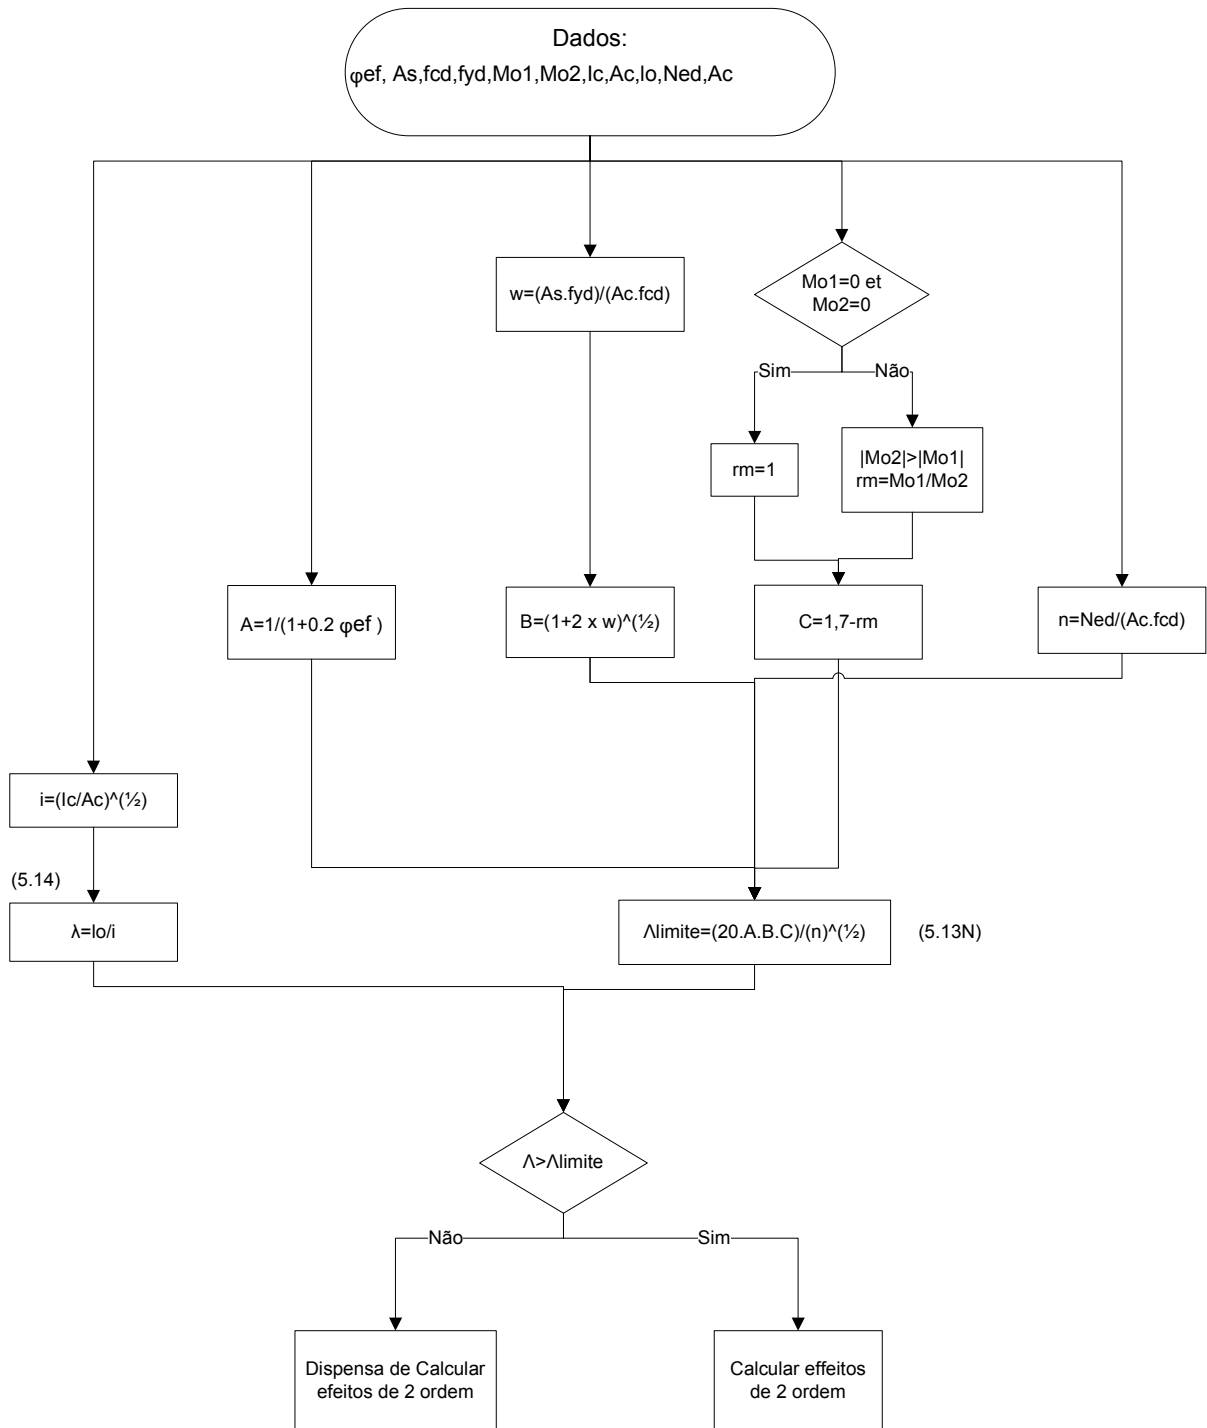 Dados:
φef, As,fcd,fyd,Mo1,Mo2,Ic,Ac,lo,Ned,Ac
w=(As.fyd)/(Ac.fcd)
Mo1=0 et
Mo2=0
Sim
Não
rm=1
|Mo2|>|Mo1|
rm=Mo1/Mo2
A=1/(1+0.2 φef )
B=(1+2 x w)^(½)
C=1,7-rm
n=Ned/(Ac.fcd)
i=(Ic/Ac)^(½)
(5.14)
λ=lo/i
Λlimite=(20.A.B.C)/(n)^(½)
(5.13N)
Λ>Λlimite
Não
Sim
Dispensa de Calcular
efeitos de 2 ordem
Calcular effeitos
de 2 ordem